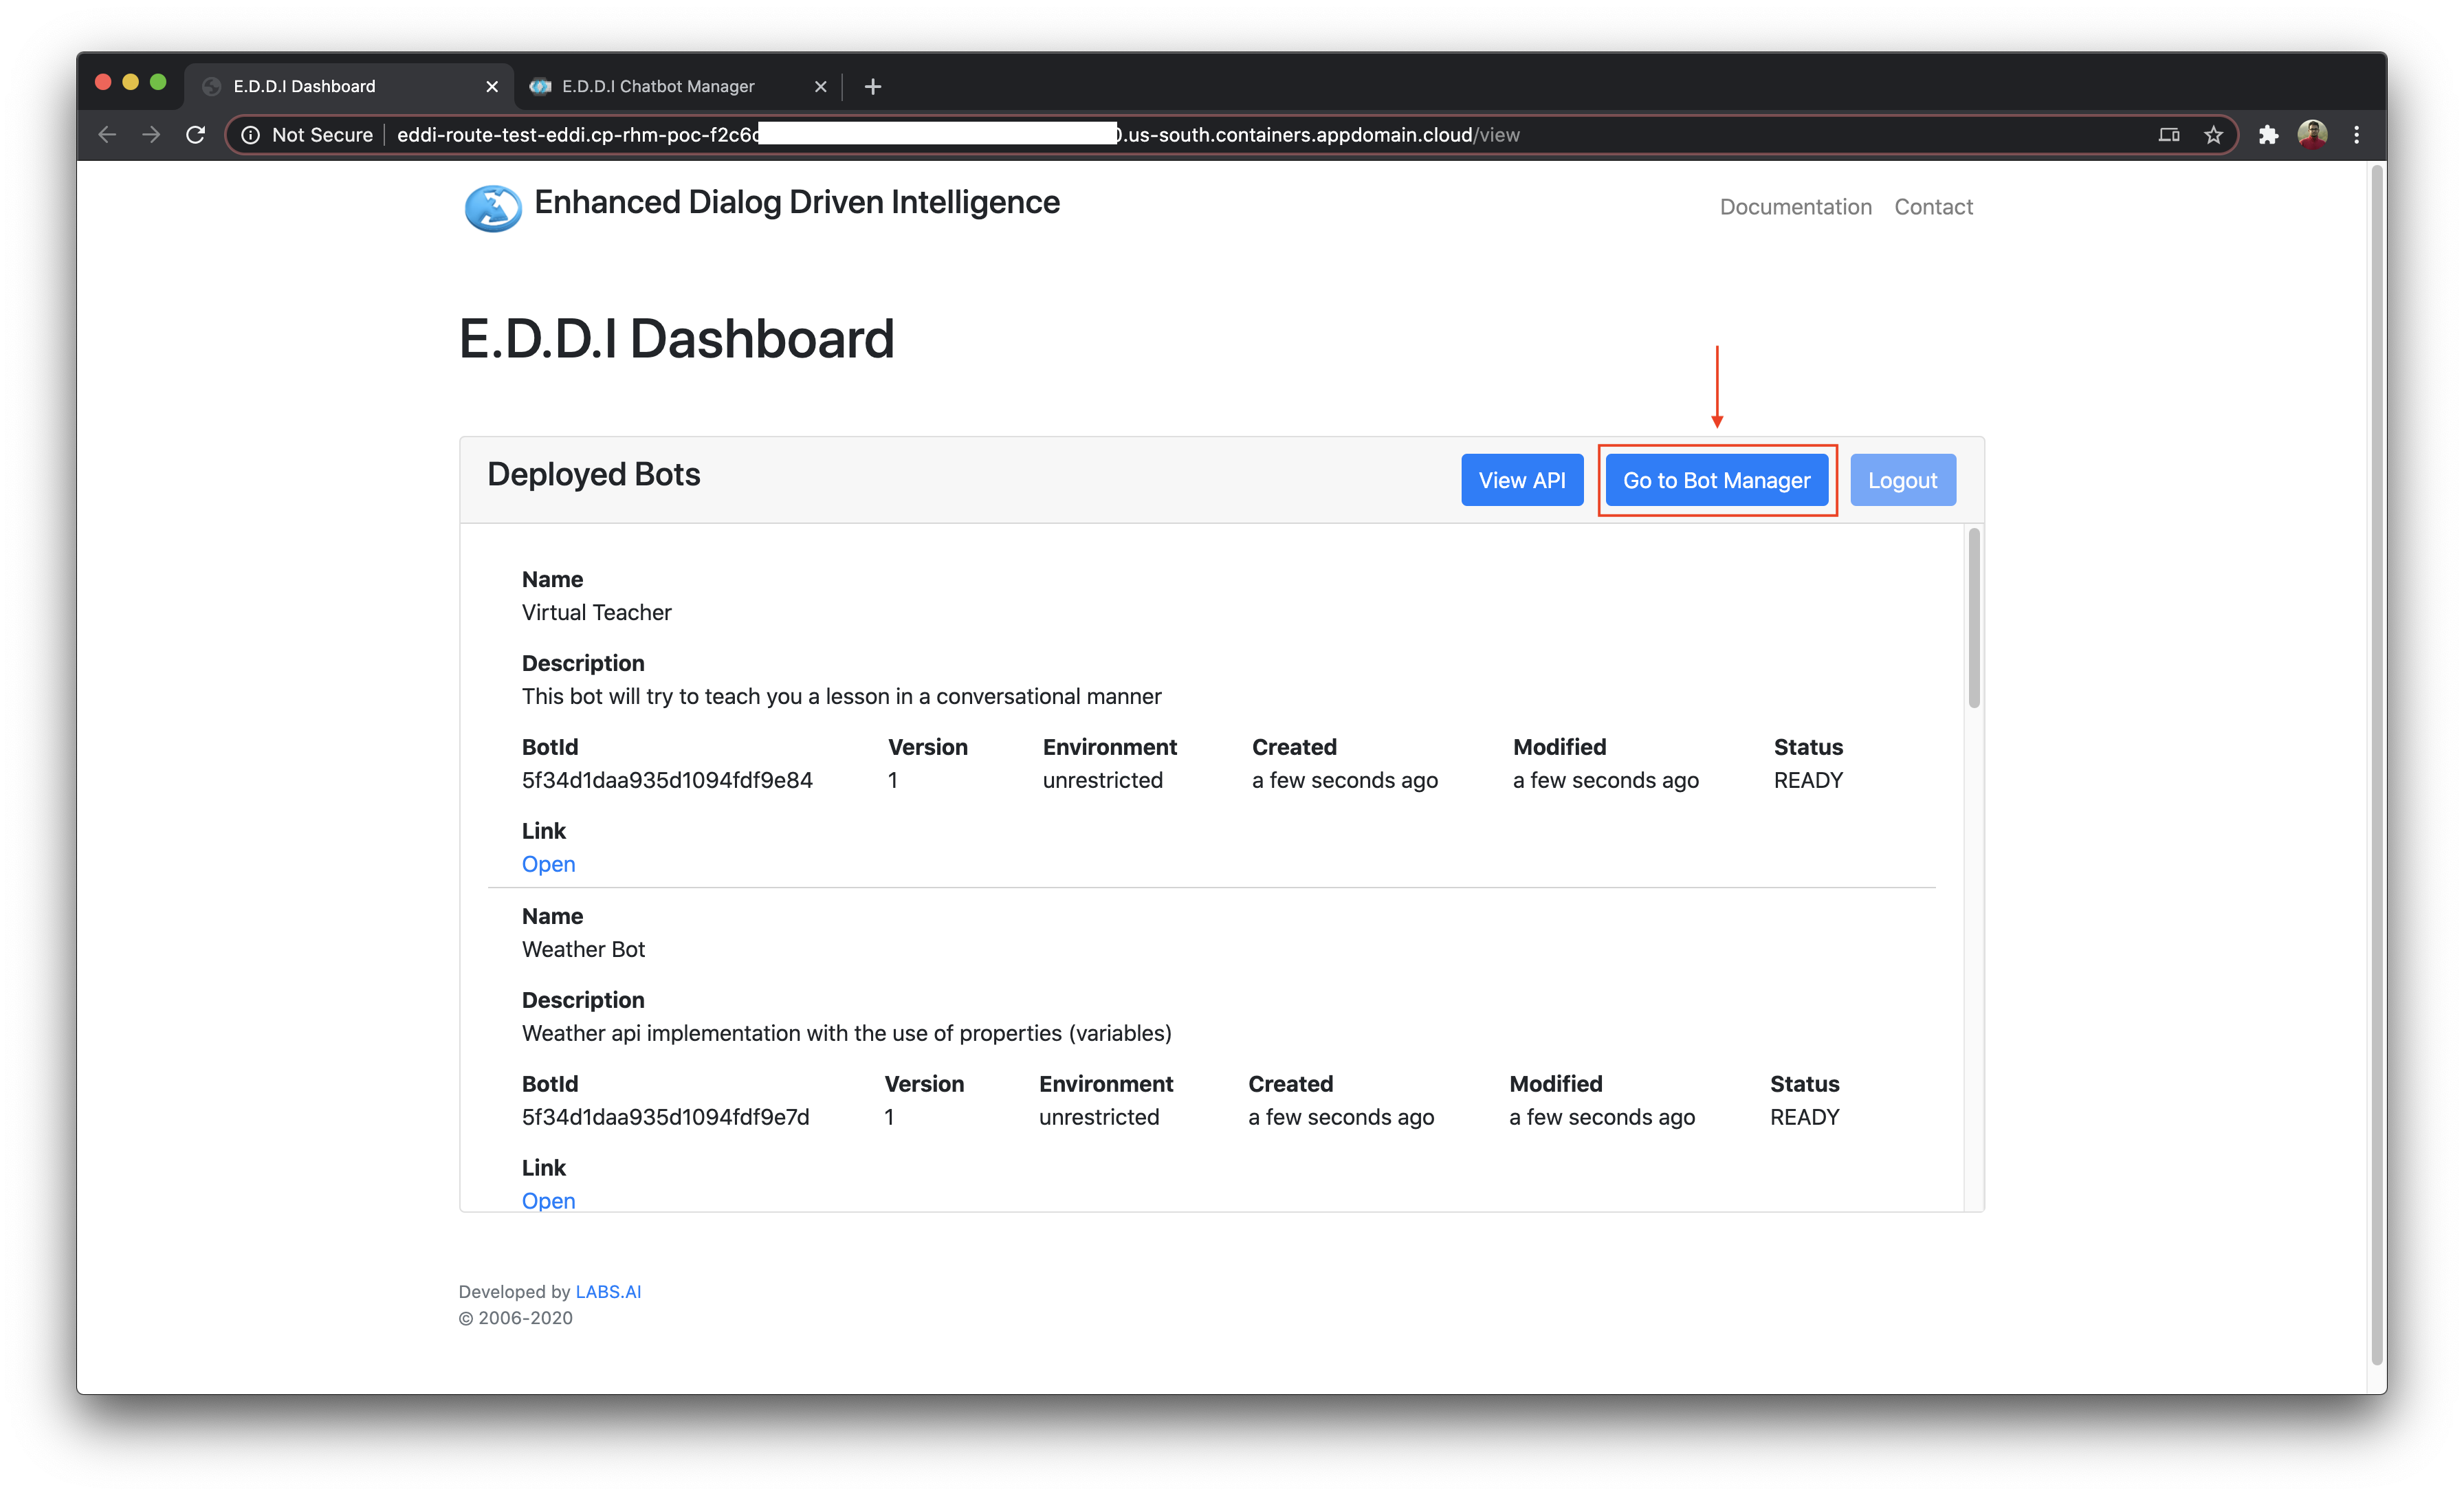 E.D.D.I Dashboard
E.D.D.I Chatbot Manager
Not Secure eddi-route-test-eddi.cp-rhm-poc-f2c6 .us-south.containers.appdomain.cloud/view
Enhanced Dialog Driven Intelligence
Documentation Contact
E.D.D.I Dashboard
Deployed Bots
View API Go to Bot Manager Logout
Name
Virtual Teacher
Description
This bot will try to teach you a lesson in a conversational manner
BotId Version Environment Created Modified Status
5f34d1daa935d1094fdf9e84 1 unrestricted a few seconds ago a few seconds ago READY
Link
Open
Name
Weather Bot
Description
Weather api implementation with the use of properties (variables)
BotId Version Environment Created Modified Status
5f34d1daa935d1094fdf9e7d 1 unrestricted a few seconds ago a few seconds ago READY
Link
Open
Developed by LABS.AI
© 2006-2020